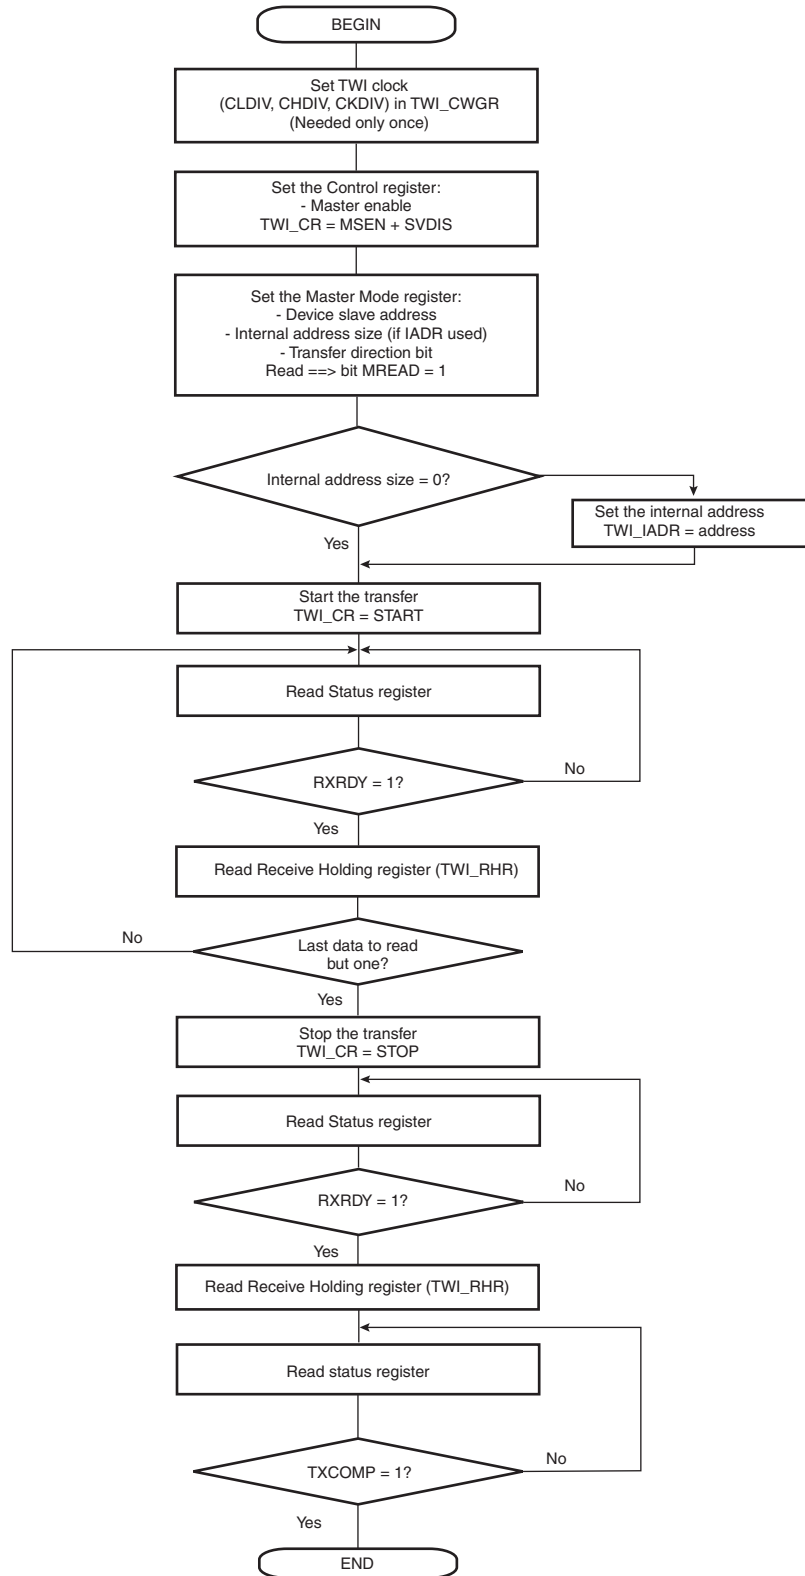 BEGIN
Set TWI clock
(CLDIV, CHDIV, CKDIV) in TWI_CWGR
(Needed only once)
Set the Control register:
- Master enable
TWI_CR = MSEN + SVDIS
Set the Master Mode register:
- Device slave address
- Internal address size (if IADR used)
- Transfer direction bit
Read ==> bit MREAD = 1
Internal address size = 0?
Set the internal address
TWI_IADR = address
Yes
Start the transfer
TWI_CR = START
Read Status register
RXRDY = 1?
No
Yes
Read Receive Holding register (TWI_RHR)
No
Last data to read
but one?
Yes
Stop the transfer
TWI_CR = STOP
Read Status register
RXRDY = 1?
No
Yes
Read Receive Holding register (TWI_RHR)
Read status register
TXCOMP = 1?
No
Yes
END